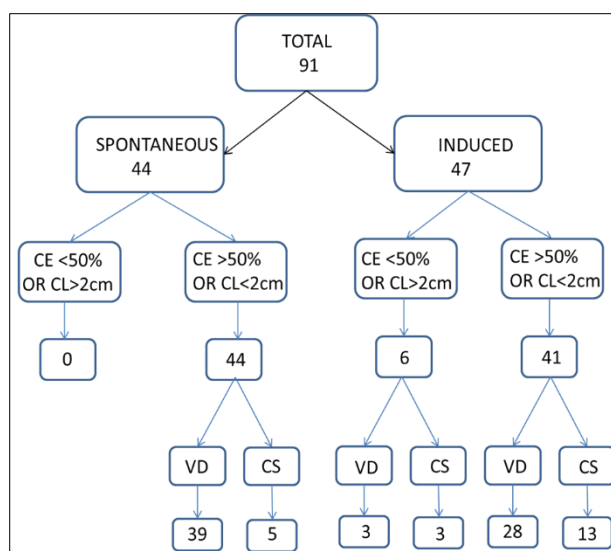 TOTAL
91
SPONTANEOUS
44
INDUCED
47
CE <50%
OR CL>2cm
CE >50%
OR CL<2cm
CE <50%
OR CL>2cm
CE >50%
OR CL<2cm
0
44
6
41
VD
CS
VD
CS
VD
CS
39
5
3
3
28
13